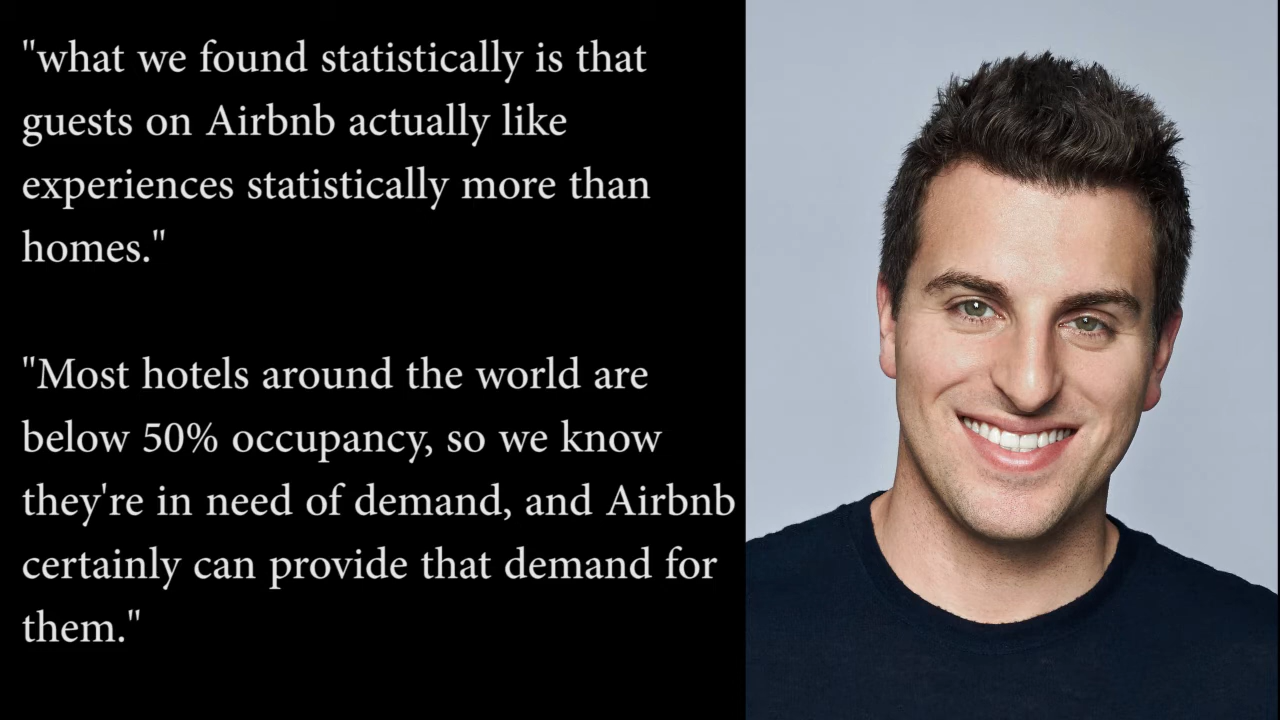 "what we found statistically is that
guests on Airbnb actually like
experiences statistically more than
homes."
"Most hotels around the world are
below 50% occupancy, so we know
they're in need of demand, and Airbnb
certainly can provide that demand for
them."